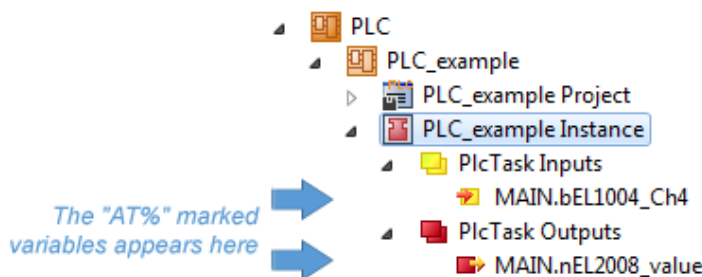 PLC
PLC_example
PLC_example Project
PLC_example Instance
PlcTask Inputs
MAIN.bEL1004_Ch4
PlcTask Outputs
MAIN.nEL2008_value
The "AT%" marked
variables appears here